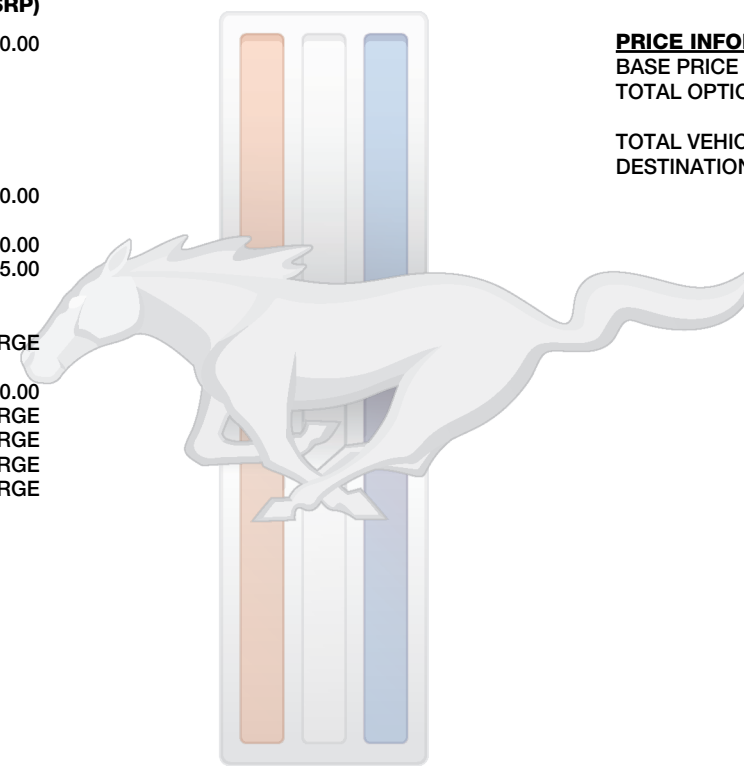 SRP)
0.00
0.00
0.00
5.00
RGE
0.00
RGE
RGE
RGE
RGE
PRICE INFO
BASE PRICE
TOTAL OPTIO
TOTAL VEHIC
DESTINATION